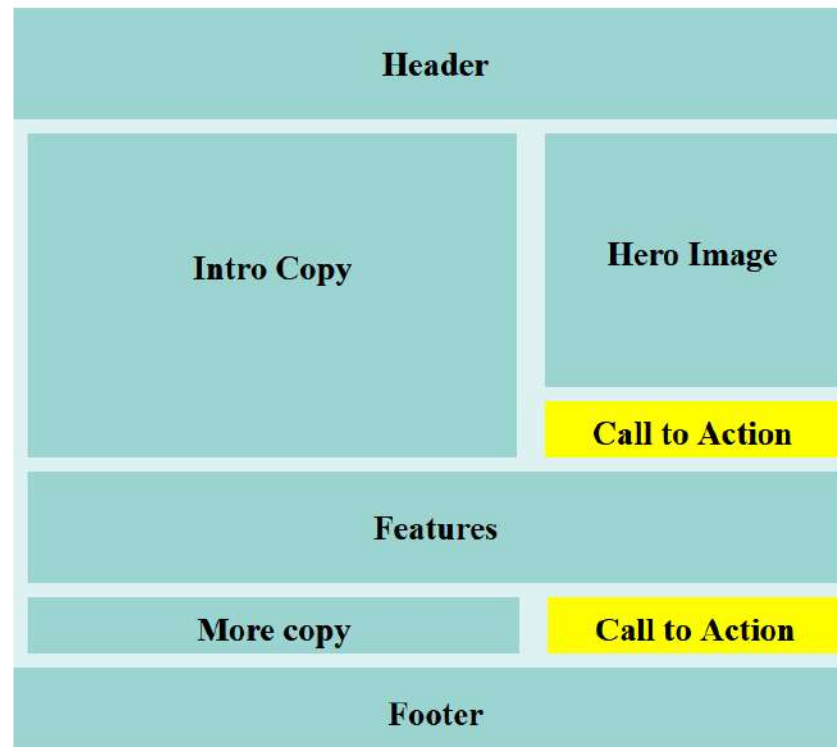 Header
Intro Copy
Hero Image
Call to Action
Features
More copy
Call to Action
Footer